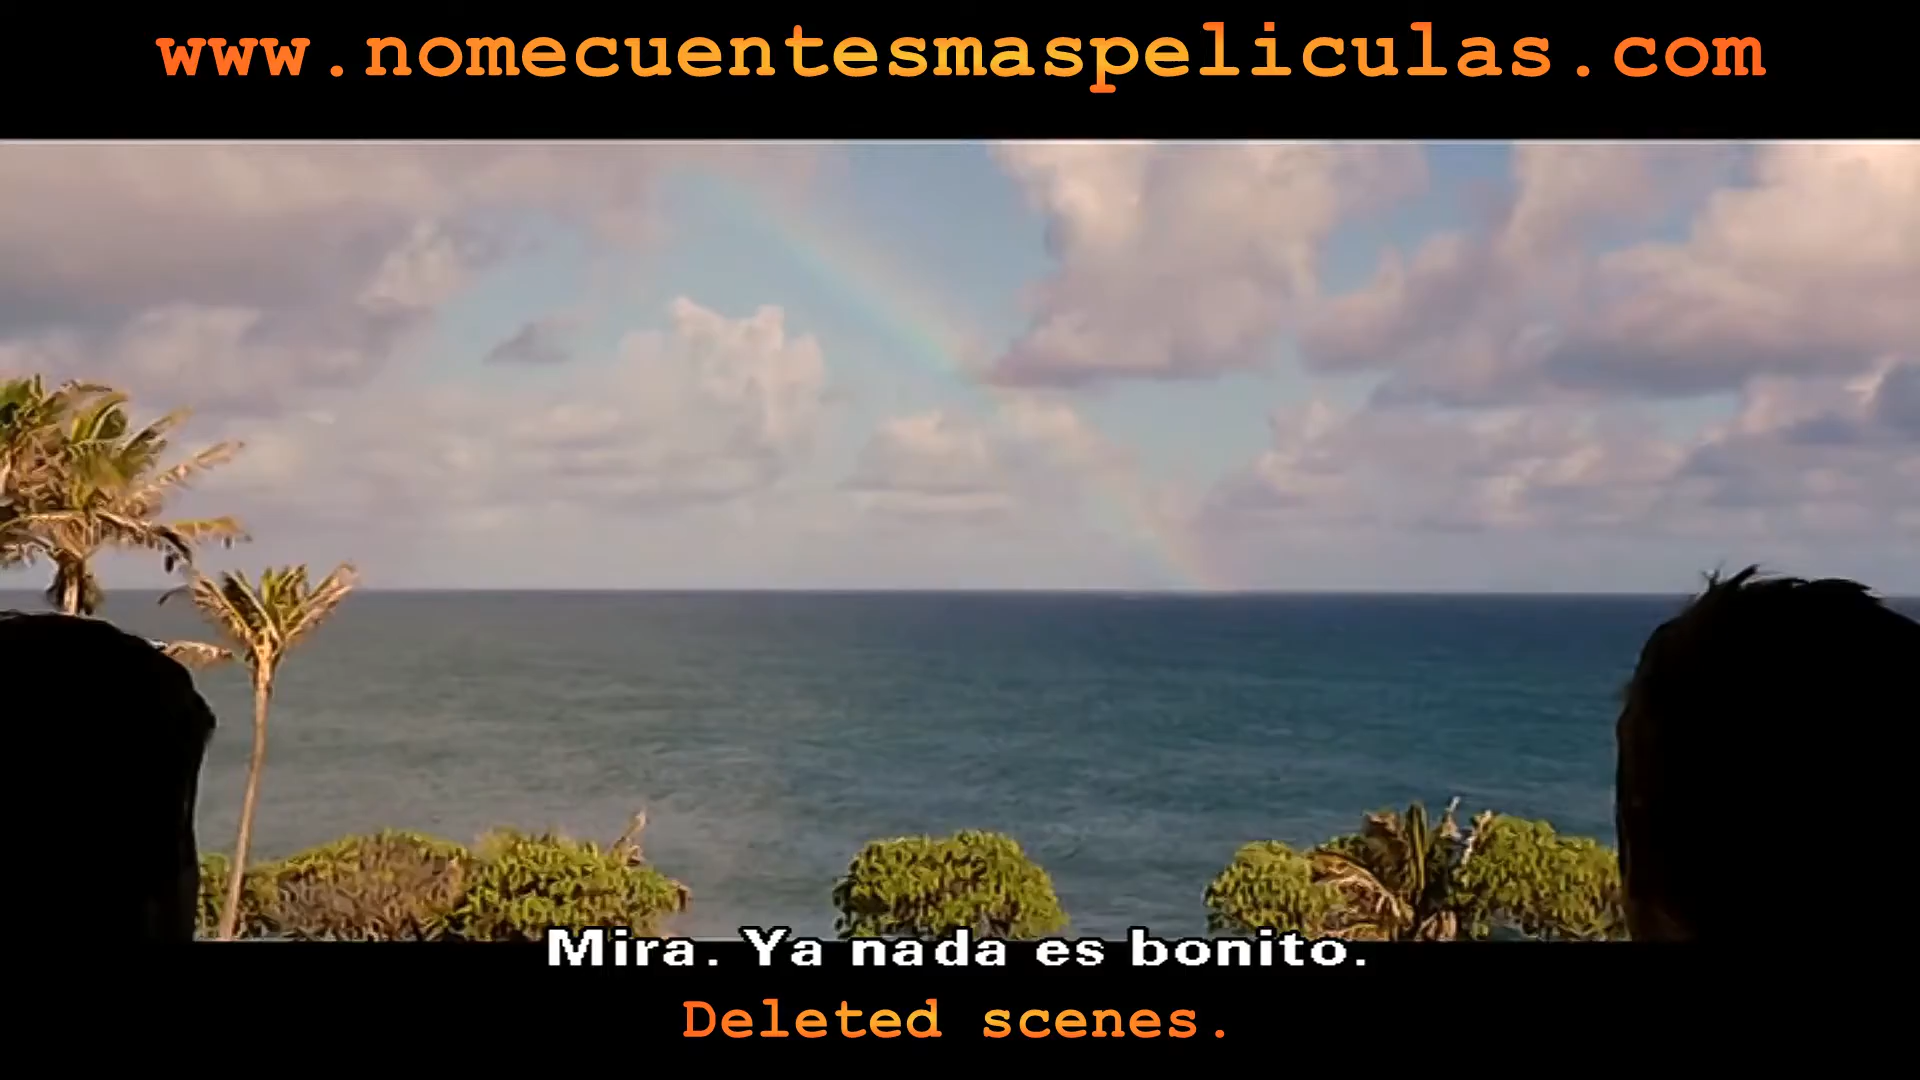 www.nomecuentesmaspeliculas.com
Mira. Ya nada es bonito.
Deleted scenes.